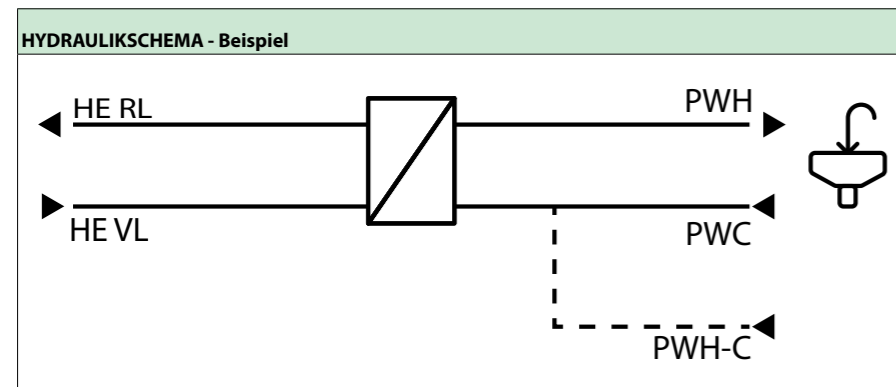 HYDRAULIKSCHEMA - Beispiel
HE RL
PWH
HE VL
PWC
PWH-C